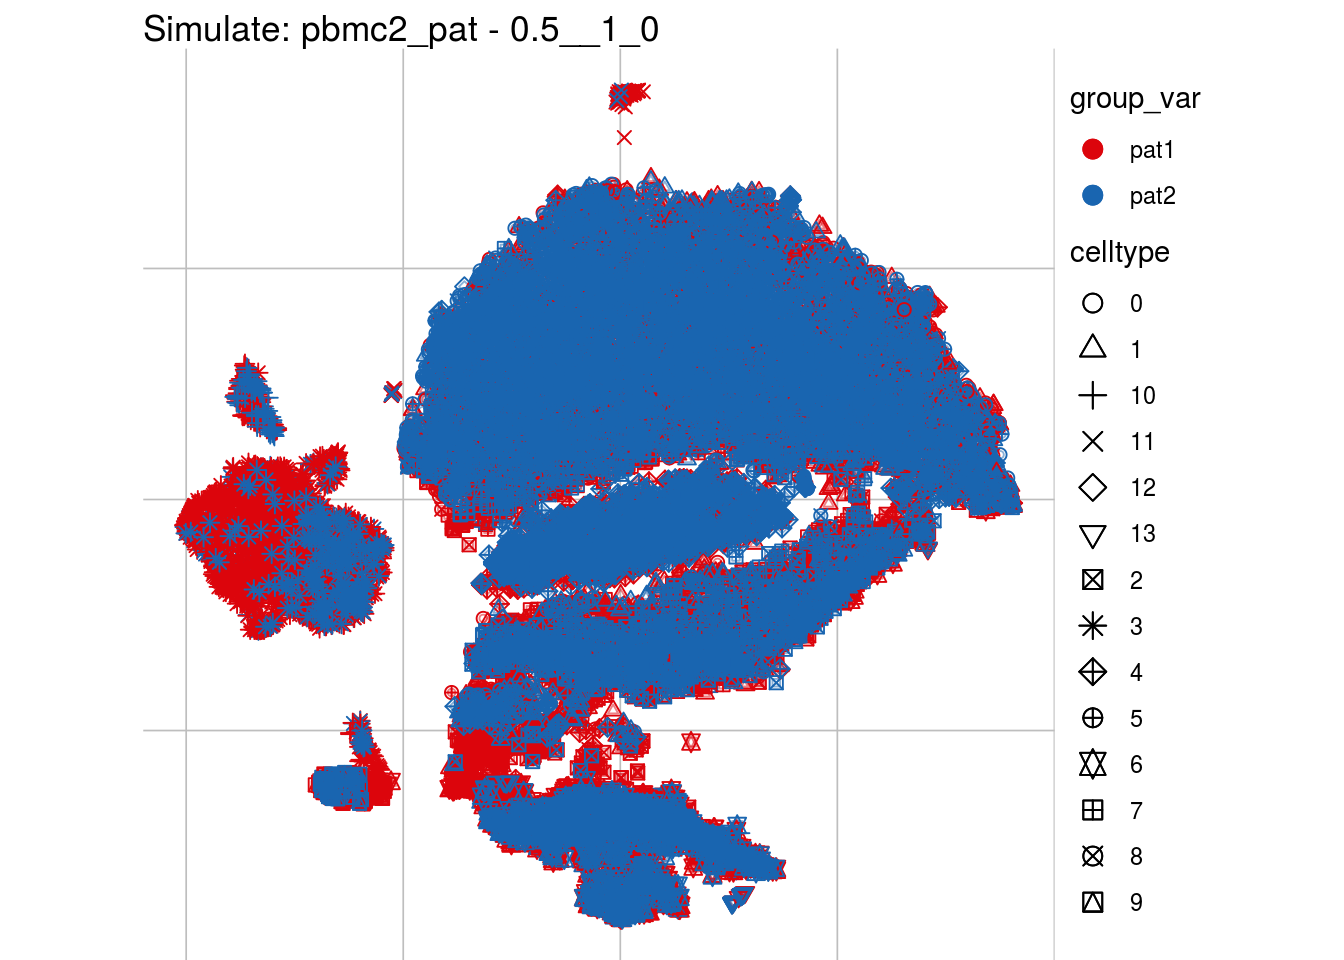 Simulate: pbmc2_pat - 0.5__1_0
group_var
pat1
pat2
celltype
0
1
10
11
12
13
2
3
4
5
6
7
8
9